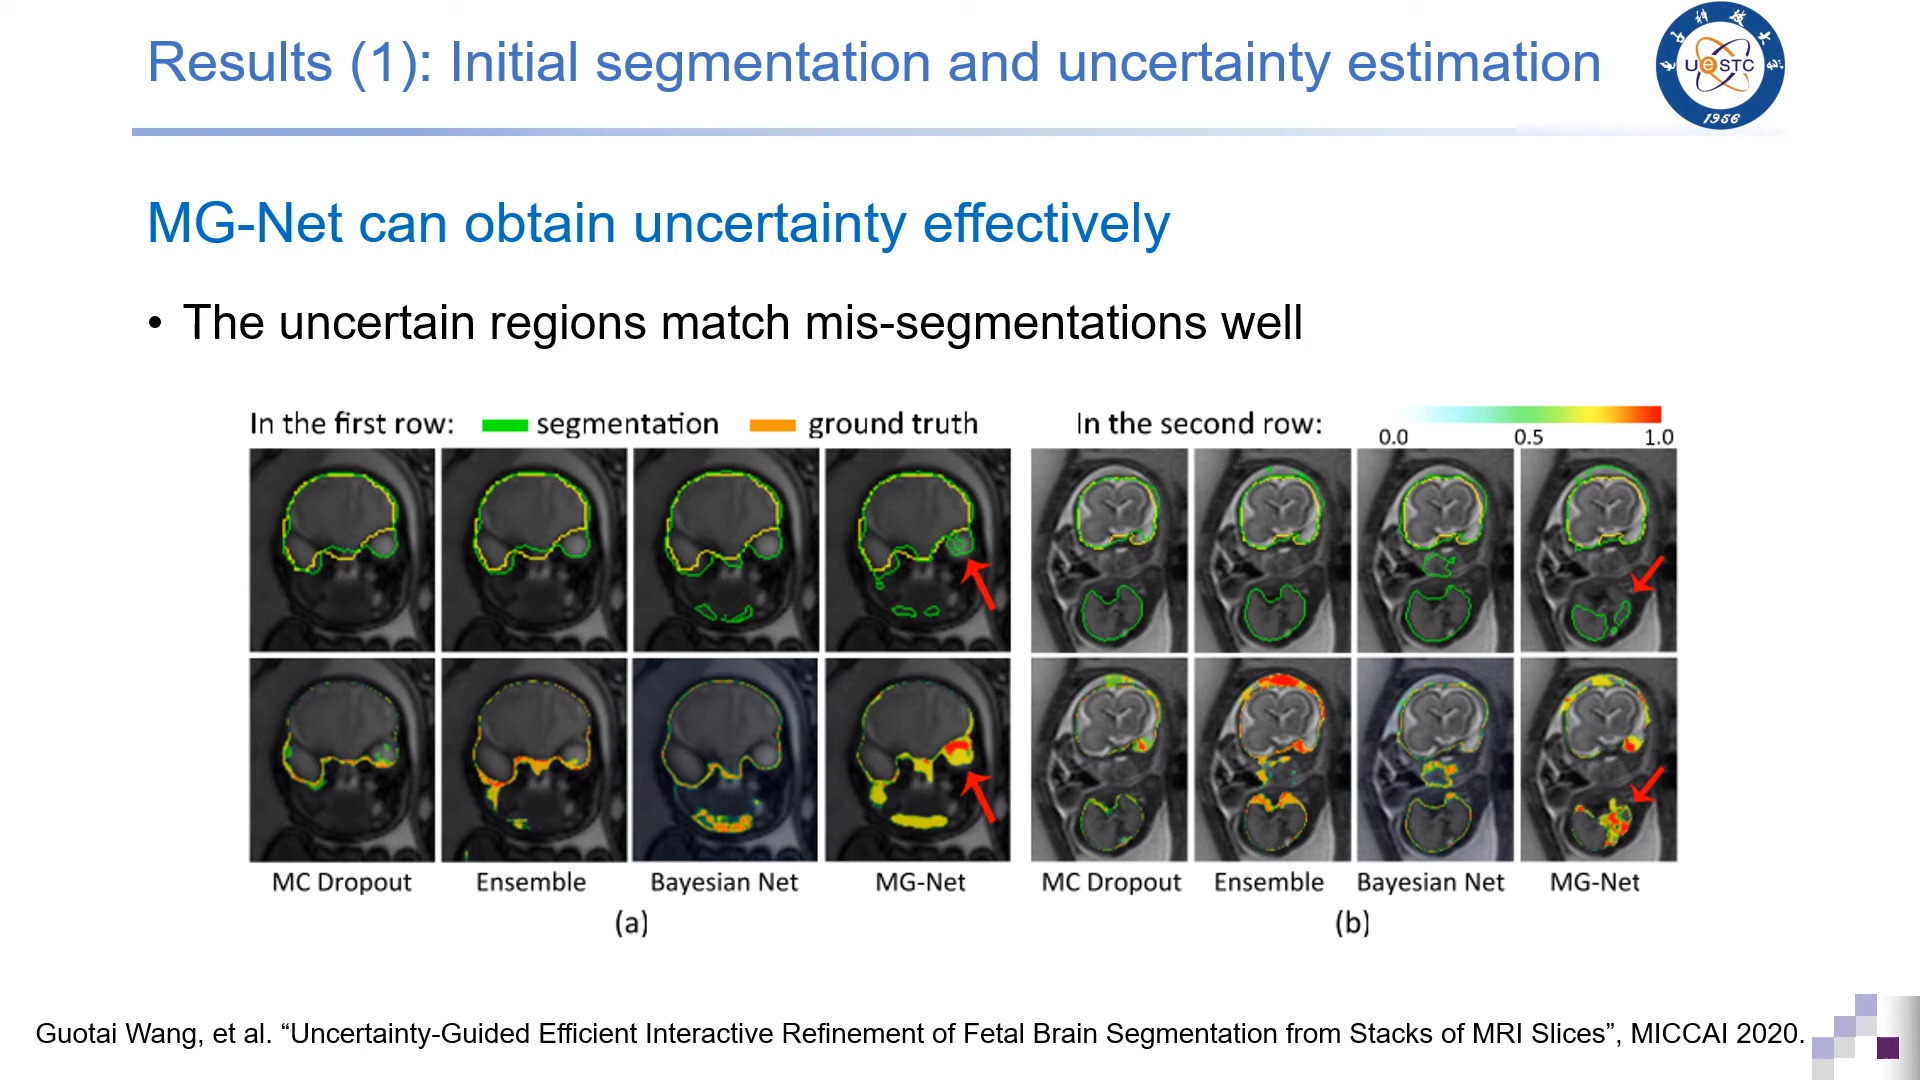 Results (1): Initial segmentation and uncertainty estimation
UeSTC
1956
MG-Net can obtain uncertainty effectively
• The uncertain regions match mis-segmentations well
In the first row: segmentation ground truth In the second row:
0.0 0.5 1.0
MC Dropout Ensemble Bayesian Net MG-Net MC Dropout Ensemble Bayesian Net MG-Net
(a) (b)
Guotai Wang, et al. “Uncertainty-Guided Efficient Interactive Refinement of Fetal Brain Segmentation from Stacks of MRI Slices”, MICCAI 2020.